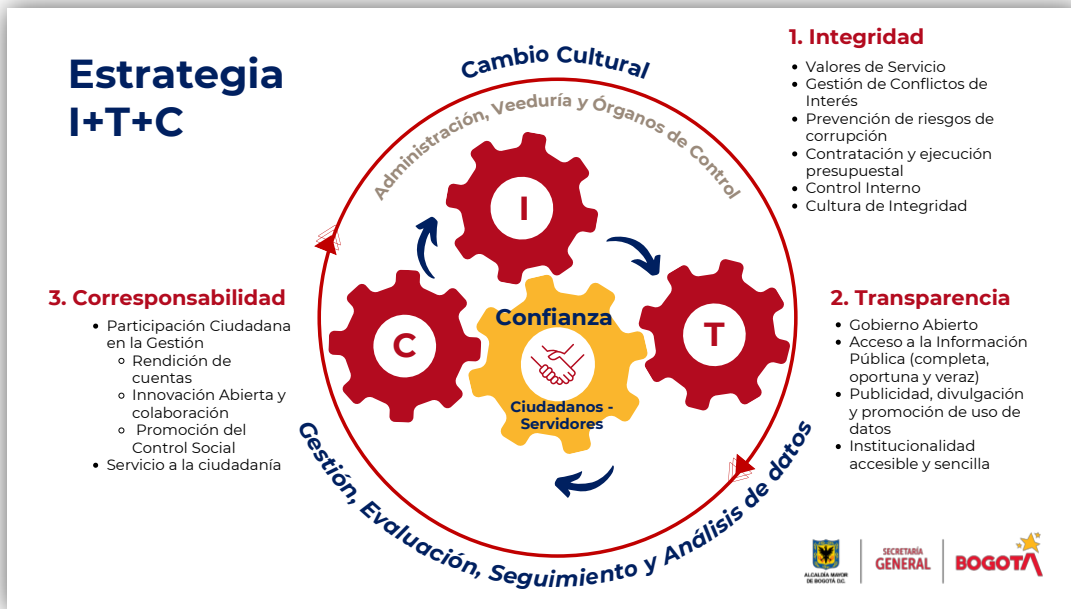 Estrategia
I+T+C
Cambio Cultural
Administración, Veeduría y Órganos de Control
I
T
C
Confianza
Ciudadanos -
Servidores
Gestión, Evaluación, Seguimiento y Análisis de datos
1. Integridad
• Valores de Servicio
• Gestión de Conflictos de
Interés
• Prevención de riesgos de
corrupción
• Contratación y ejecución
presupuestal
• Control Interno
• Cultura de Integridad
2. Transparencia
• Gobierno Abierto
• Acceso a la Información
Pública (completa,
oportuna y veraz)
• Publicidad, divulgación
y promoción de uso de
datos
• Institucionalidad
accesible y sencilla
3. Corresponsabilidad
• Participación Ciudadana
en la Gestión
◦ Rendición de
cuentas
◦ Innovación Abierta y
colaboración
◦ Promoción del
Control Social
• Servicio a la ciudadanía
ALCALDÍA MAYOR
DE BOGOTÁ D.C.
SECRETARÍA
GENERAL
BOGOTÁ